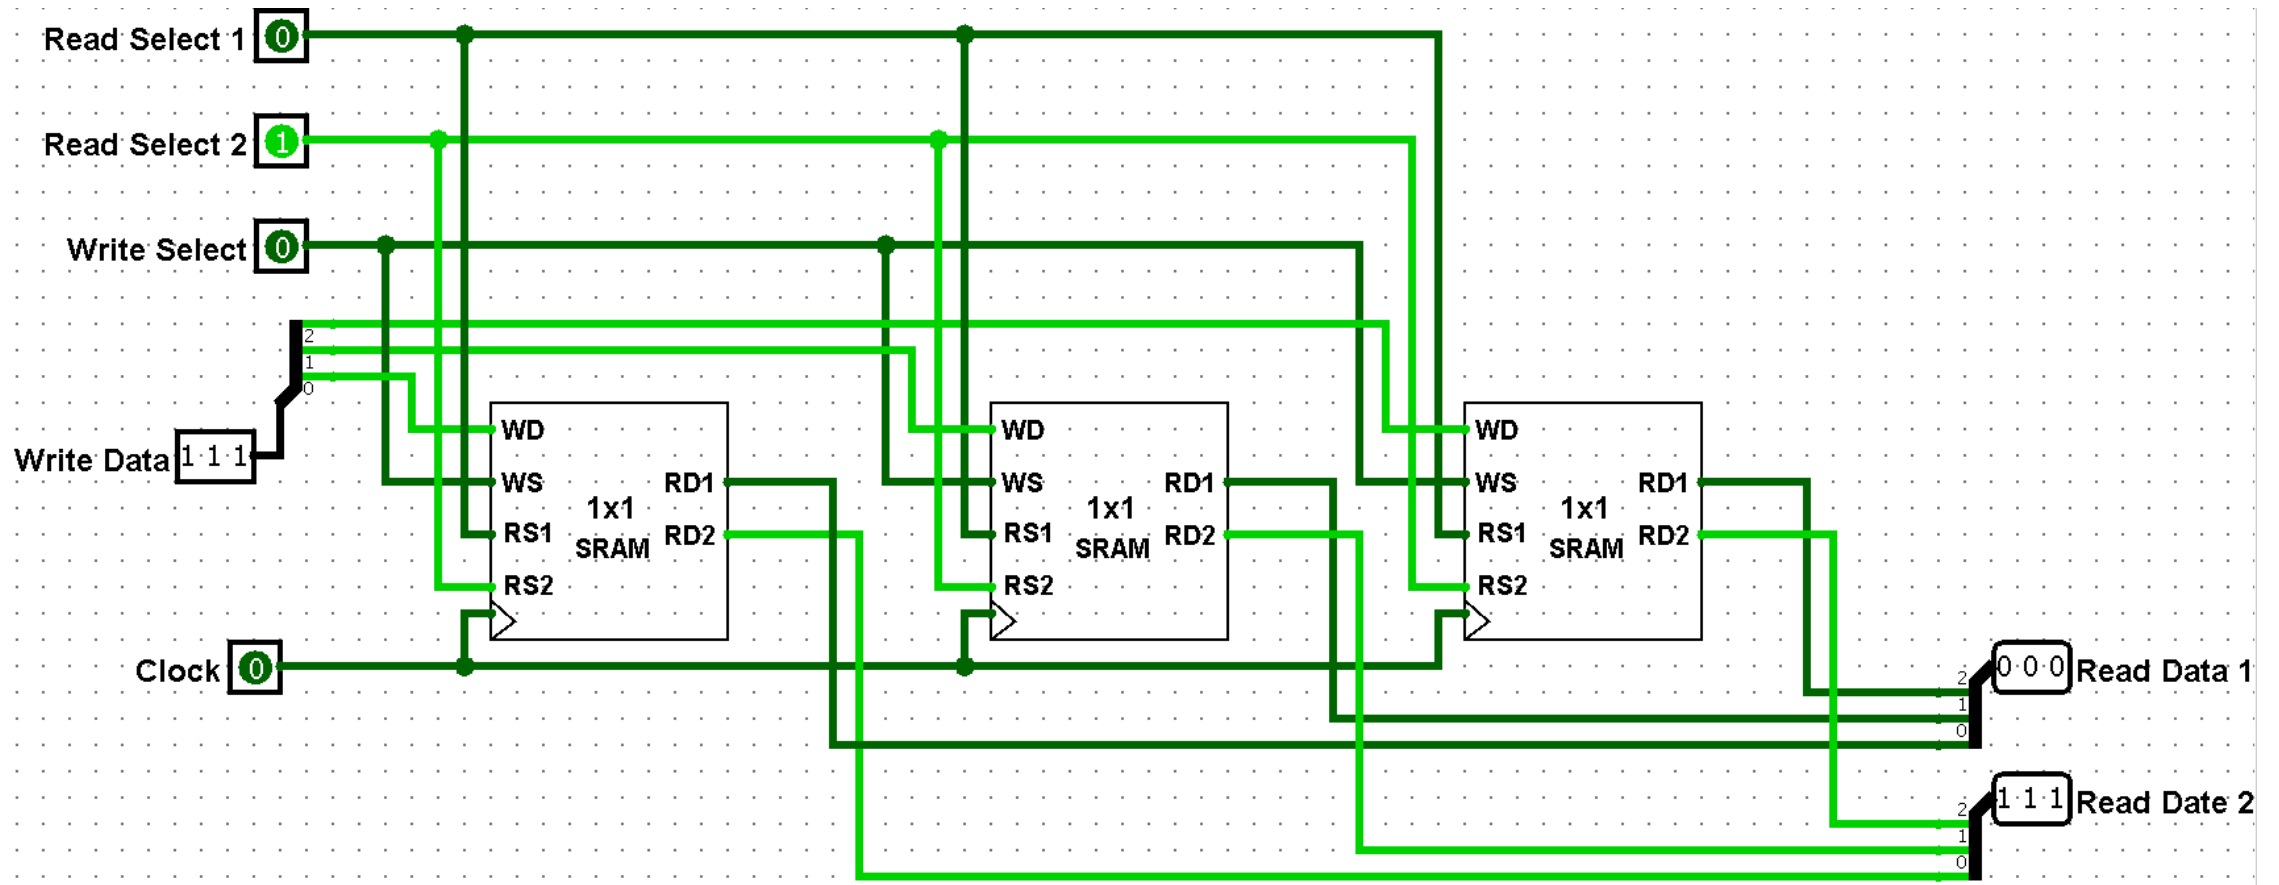 Read Select 1 0
Read Select 2 1
Write Select 0
2
1
0
Write Data 1 1 1
WD
WS
RS1
RS2
1x1
SRAM
RD1
RD2
WD
WS
RS1
RS2
1x1
SRAM
RD1
RD2
WD
WS
RS1
RS2
1x1
SRAM
RD1
RD2
Clock 0
2
1
0
0 0 0 Read Data 1
2
1
0
1 1 1 Read Date 2